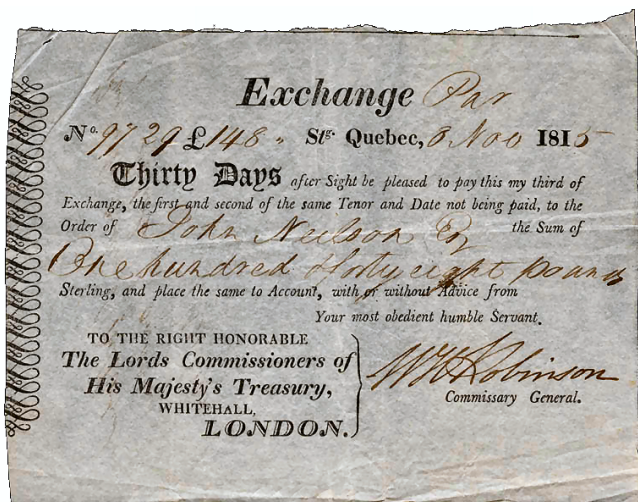 Exchange Par
No. 9729 £148 „ Stg. Quebec, 8 Nov 1815
Thirty Days after Sight be pleased to pay this my third of
Exchange, the first and second of the same Tenor and Date not being paid, to the
Order of John Neilson Esq the Sum of
One hundred & forty eight pounds
Sterling, and place the same to Account, with or without Advice from
Your most obedient humble Servant.
TO THE RIGHT HONORABLE
The Lords Commissioners of
His Majesty's Treasury,
WHITEHALL,
LONDON.
WH Robinson
Commissary General.